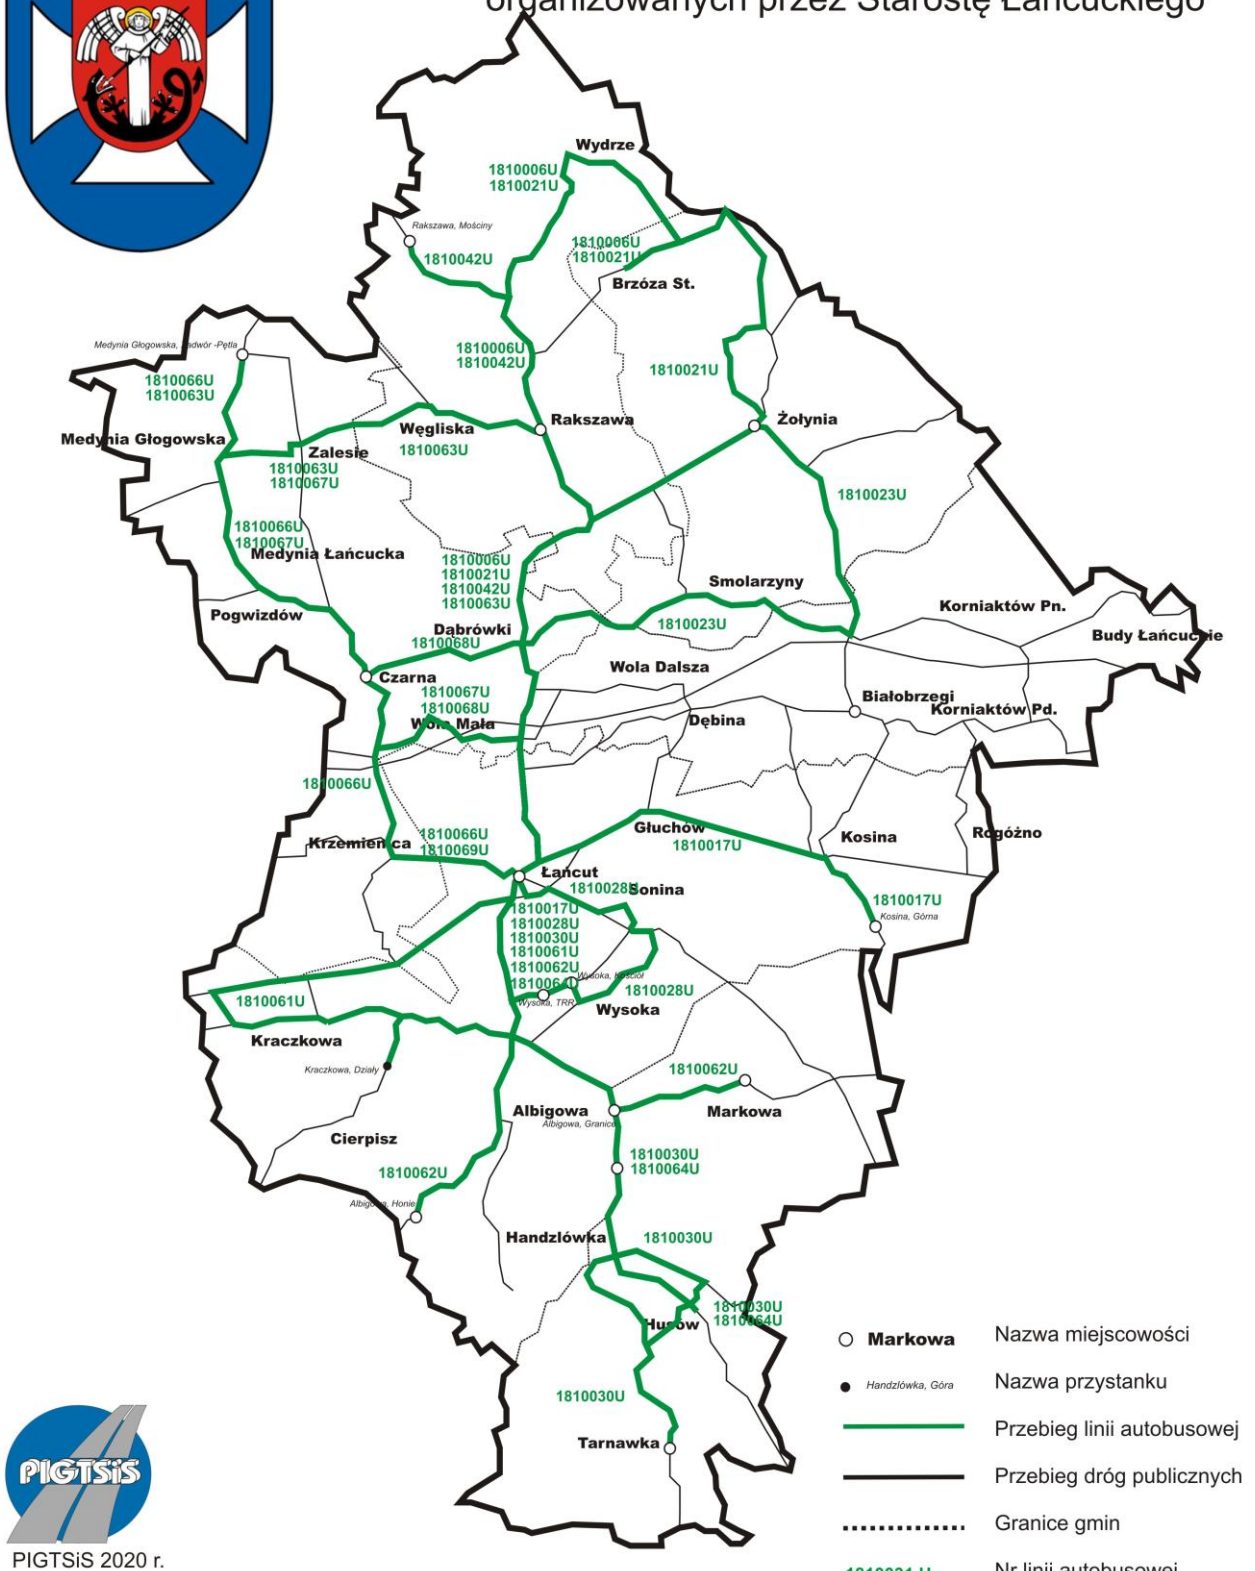 organizowanych przez Starostę Łańcuckiego
Wydrze
1810006U
1810021U
Rakszawa, Mościny
1810042U
1810006U
1810021U
Brzóza St.
Medynia Głogowska, Zadwór -Pętla
1810006U
1810042U
1810021U
1810066U
1810063U
Rakszawa
Żołynia
Węgliska
Medynia Głogowska
Zalesie
1810063U
1810063U
1810067U
1810023U
1810066U
1810067U
Medynia Łańcucka
1810006U
1810021U
1810042U
1810063U
Smolarzyny
Korniaktów Pn.
Pogwizdów
Dąbrówki
1810068U
1810023U
Budy Łańcuckie
Wola Dalsza
Czarna
1810067U
1810068U
Wola Mała
Białobrzegi
Korniaktów Pd.
Dębina
1810066U
Krzemienica
1810066U
1810069U
Głuchów
1810017U
Kosina
Rogóżno
Łańcut
1810028U
Sonina
1810017U
Kosina, Górna
1810017U
1810028U
1810030U
1810061U
1810062U
1810064U
Wysoka, Kościół
Wysoka, TRR
1810028U
Wysoka
1810061U
Kraczkowa
Kraczkowa, Działy
1810062U
Albigowa
Albigowa, Granice
Markowa
Cierpisz
1810062U
1810030U
1810064U
Albigowa, Honie
Handzlówka
1810030U
1810030U
1810064U
Husów
1810030U
Tarnawka
Markowa
Nazwa miejscowości
Handzlówka, Góra
Nazwa przystanku
Przebieg linii autobusowej
Przebieg dróg publicznych
Granice gmin
Nr linii autobusowej
PIGTSiS
PIGTSiS 2020 r.